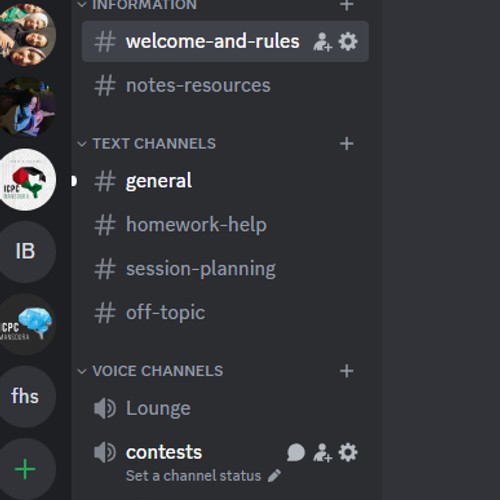 INFORMATION
welcome-and-rules
notes-resources
TEXT CHANNELS
general
ICPC
homework-help
IB
session-planning
off-topic
ICPC
MANSOURA
VOICE CHANNELS
fhs
Lounge
contests
Set a channel status